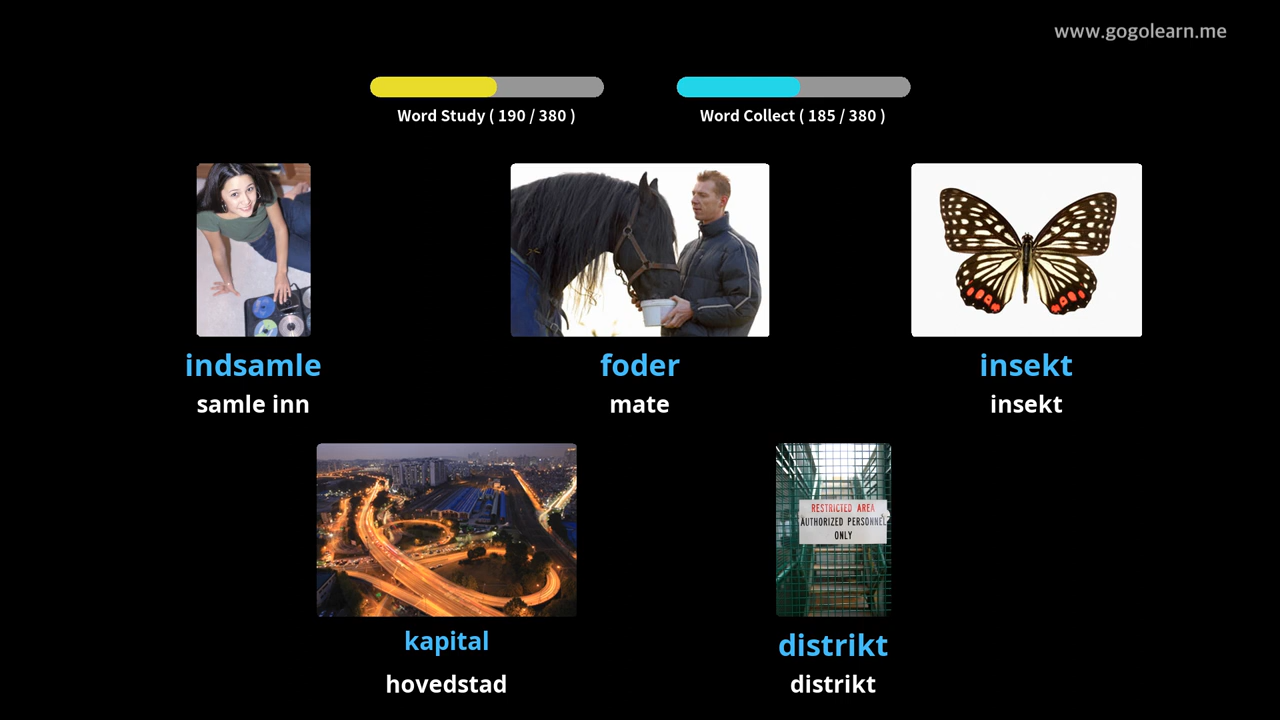 www.gogolearn.me
Word Study ( 190 / 380 )
Word Collect ( 185 / 380 )
indsamle
samle inn
foder
mate
insekt
insekt
RESTRICTED AREA
AUTHORIZED PERSONNEL
ONLY
kapital
hovedstad
distrikt
distrikt